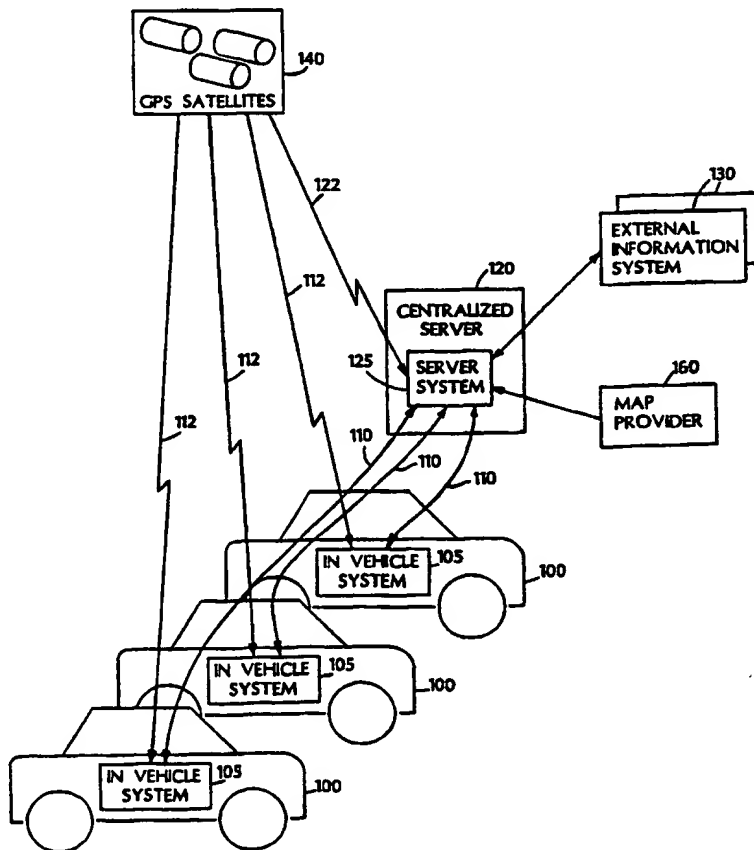 140
GPS SATELLITES
122
130
EXTERNAL
INFORMATION
SYSTEM
120
112
CENTRALIZED
SERVER
125
SERVER
SYSTEM
160
MAP
PROVIDER
112
112
110
110
110
IN VEHICLE
SYSTEM
105
100
IN VEHICLE
SYSTEM
105
100
IN VEHICLE
SYSTEM
105
100